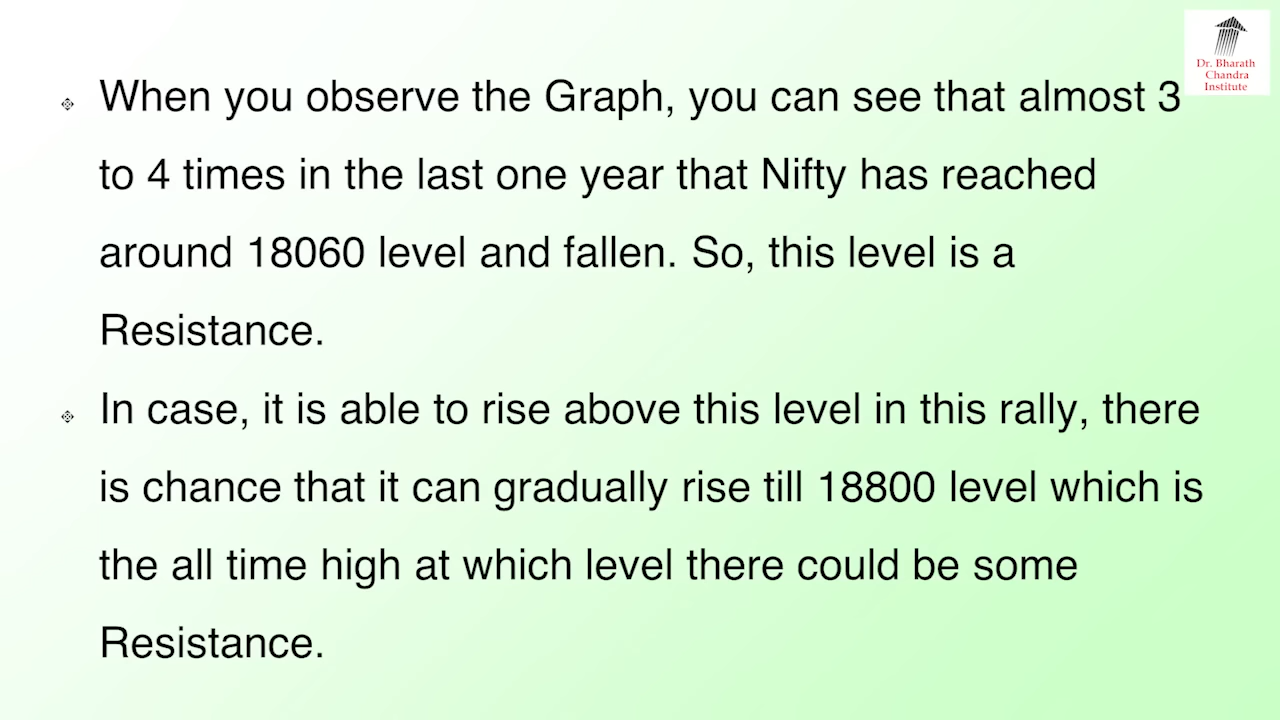 Dr. Bharath
Chandra
Institute
When you observe the Graph, you can see that almost 3
to 4 times in the last one year that Nifty has reached
around 18060 level and fallen. So, this level is a
Resistance.
In case, it is able to rise above this level in this rally, there
is chance that it can gradually rise till 18800 level which is
the all time high at which level there could be some
Resistance.